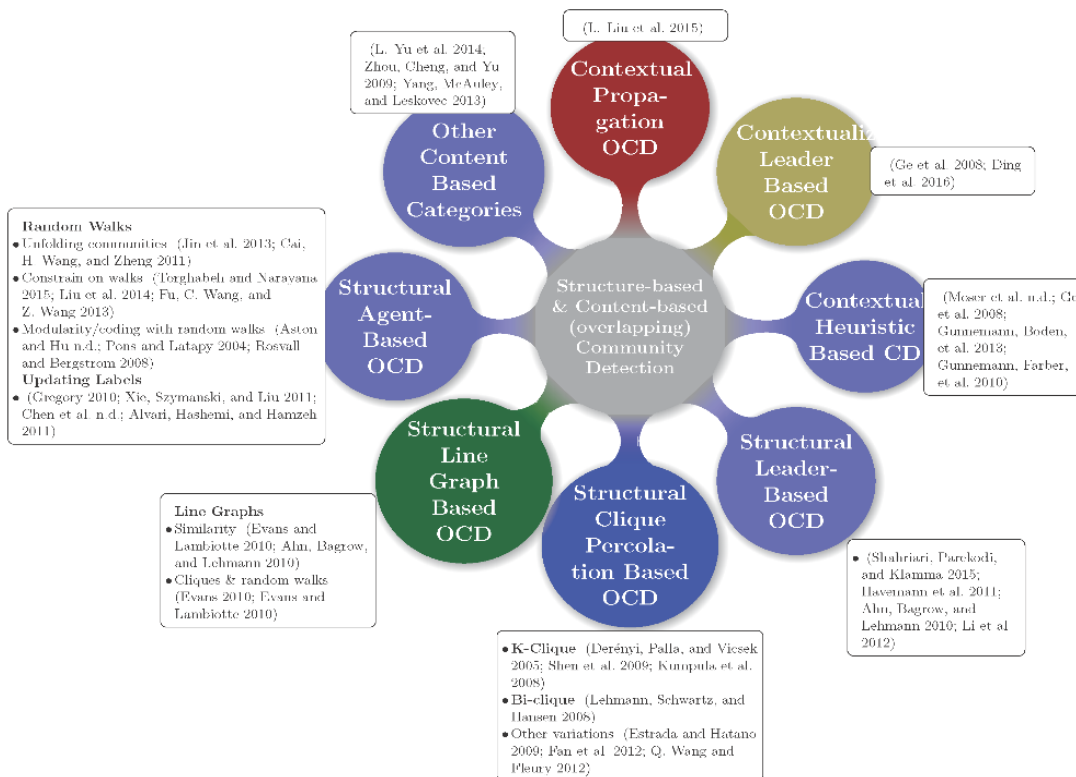 (L. Liu et al. 2015)
Contextual
Propa-
gation
OCD
(L. Yu et al. 2014;
Zhou, Cheng, and Yu
2009; Yang, McAuley,
and Leskovec 2013)
Other
Content
Based
Categories
Contextualiz
Leader
Based
OCD
(Ge et al. 2008; Ding
et al. 2016)
Random Walks
• Unfolding communities (Jin et al. 2013; Cai,
H. Wang, and Zheng 2011)
• Constrain on walks (Torghabeh and Narayana
2015; Liu et al. 2014; Fu, C. Wang, and
Z. Wang 2013)
• Modularity/coding with random walks (Aston
and Hu n.d.; Pons and Latapy 2004; Rosvall
and Bergstrom 2008)
Updating Labels
• (Gregory 2010; Xie, Szymanski, and Liu 2011;
Chen et al. n.d.; Alvari, Hashemi, and Hamzeh
2011)
Structural
Agent-
Based
OCD
Structure-based
& Content-based
(overlapping)
Community
Detection
Contextual
Heuristic
Based CD
(Moser et al. n.d.; Ge
et al. 2008;
Gunnemann, Boden,
et al. 2013;
Gunnemann, Farber,
et al. 2010)
Structural
Line
Graph
Based
OCD
Structural
Clique
Percola-
tion Based
OCD
Structural
Leader-
Based
OCD
Line Graphs
• Similarity (Evans and
Lambiotte 2010; Ahn, Bagrow,
and Lehmann 2010)
• Cliques & random walks
(Evans 2010; Evans and
Lambiotte 2010)
• (Shahriari, Parekodi,
and Klamma 2015;
Havemann et al. 2011;
Ahn, Bagrow, and
Lehmann 2010; Li et al
2012)
• K-Clique (Derényi, Palla, and Vicsek
2005; Shen et al. 2009; Kumpula et al.
2008)
• Bi-clique (Lehmann, Schwartz, and
Hansen 2008)
• Other variations (Estrada and Hatano
2009; Fan et al. 2012; Q. Wang and
Fleury 2012)